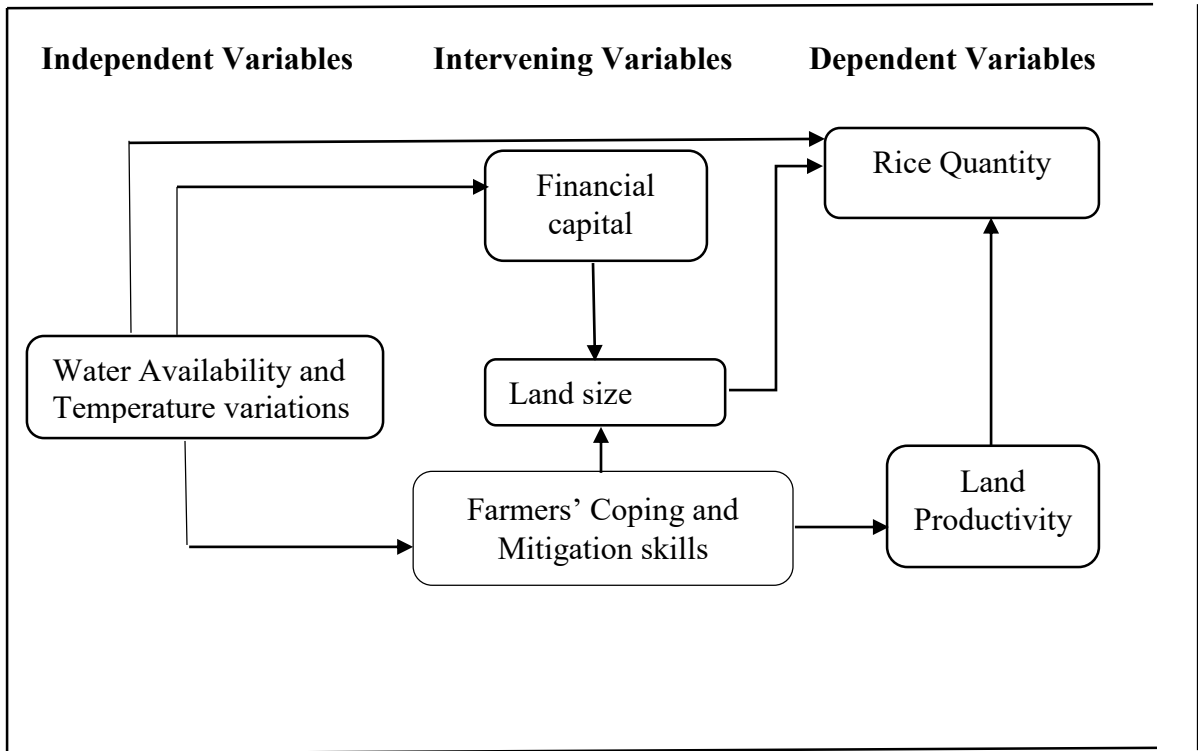 Independent Variables
Intervening Variables
Dependent Variables
Rice Quantity
Financial
capital
Water Availability and
Temperature variations
Land size
Farmers’ Coping and
Mitigation skills
Land
Productivity